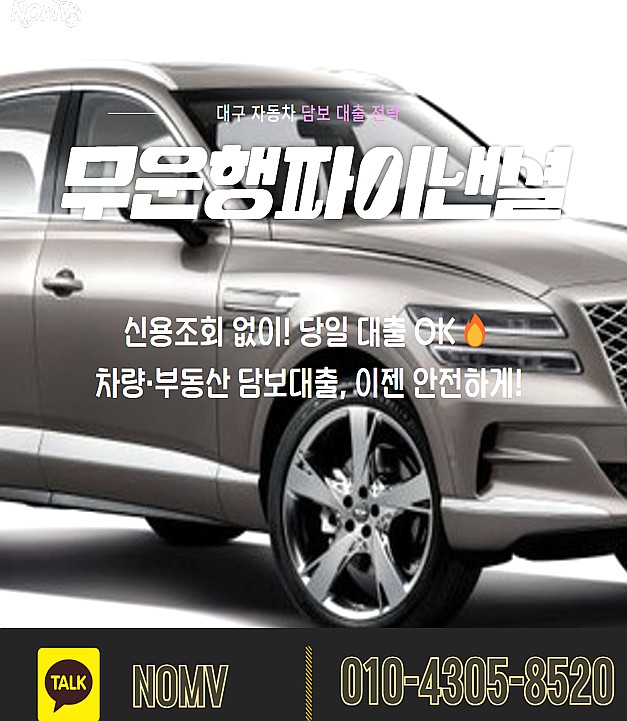 NOMV
대구 자동차 담보 대출 전략
무운행파이낸셜
신용조회 없이! 당일 대출 OK🔥
차량·부동산 담보대출, 이젠 안전하게!
TALK NOMV 010-4305-8520